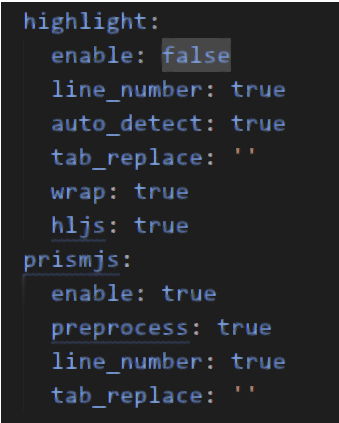 highlight:
  enable: false
  line_number: true
  auto_detect: true
  tab_replace: ''
  wrap: true
  hljs: true
prismjs:
  enable: true
  preprocess: true
  line_number: true
  tab_replace: ''